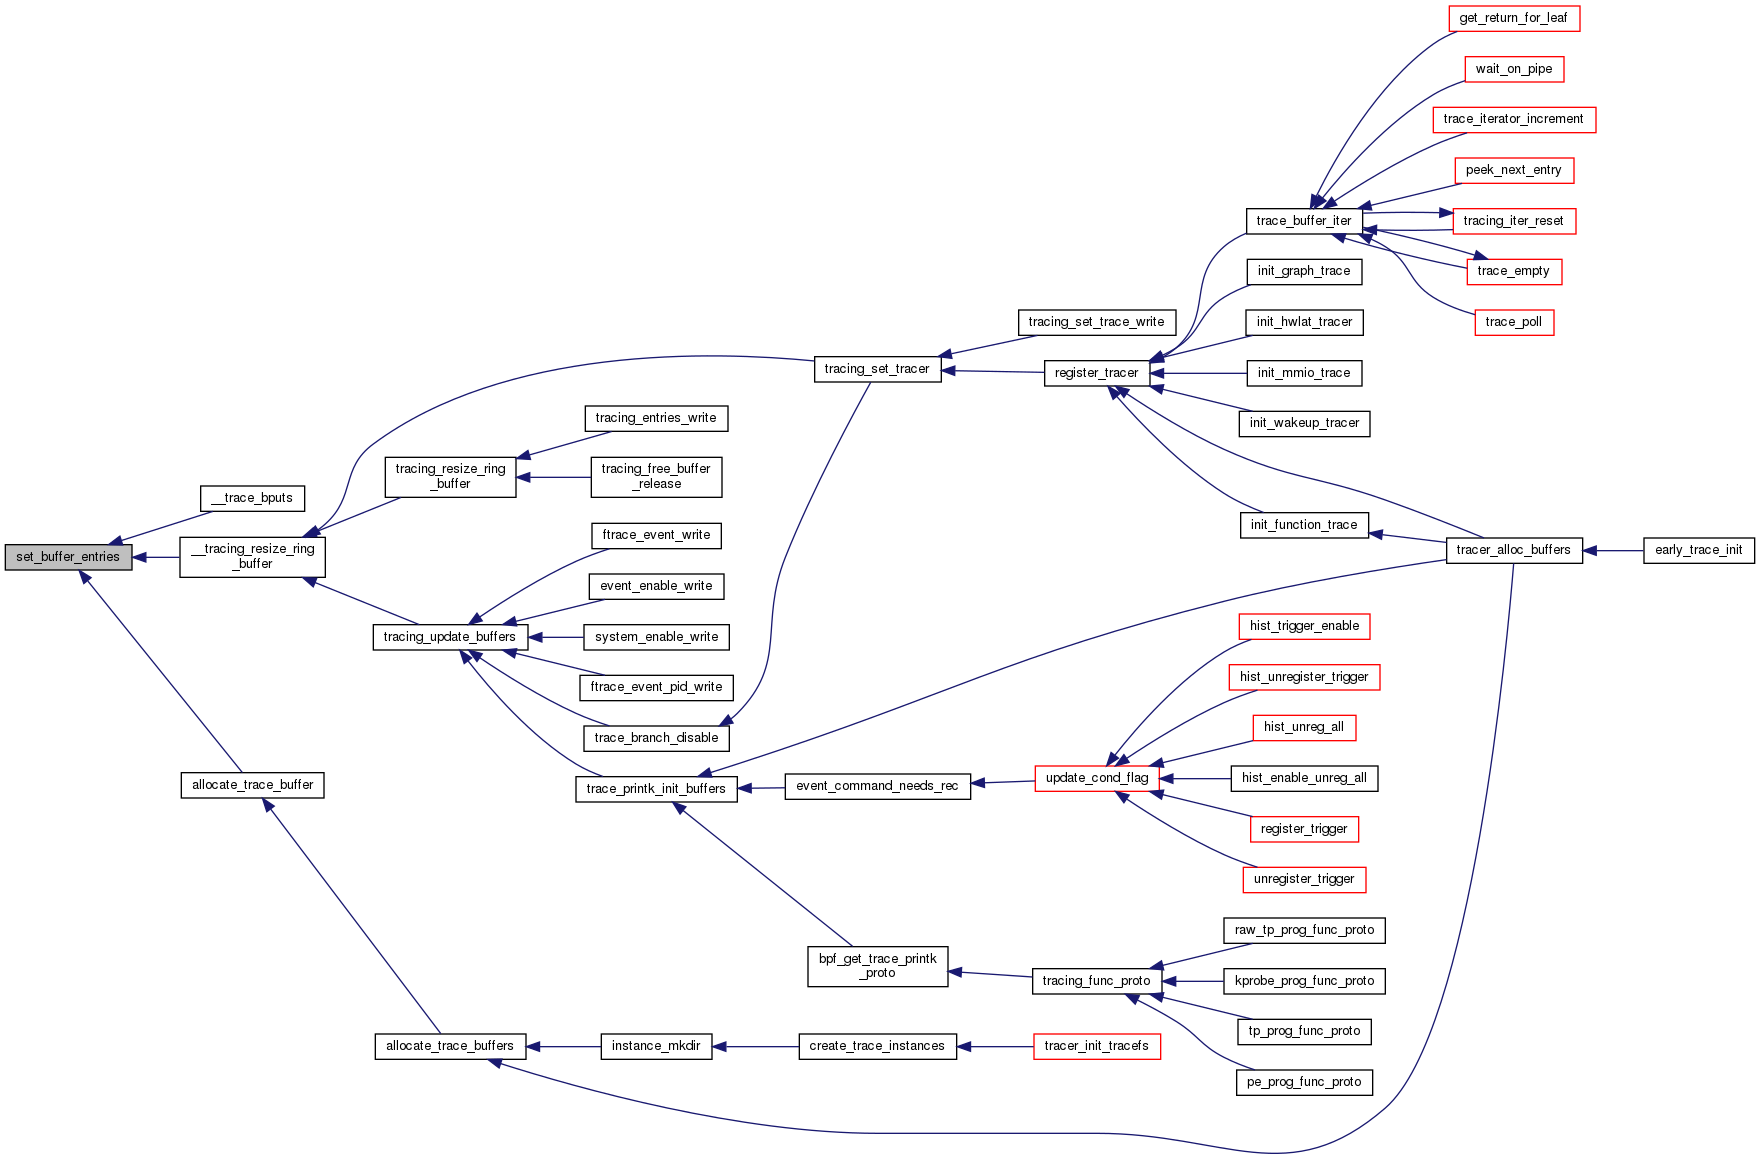 get_return_for_leaf
wait_on_pipe
trace_iterator_increment
peek_next_entry
trace_buffer_iter
tracing_iter_reset
init_graph_trace
trace_empty
tracing_set_trace_write
init_hwlat_tracer
trace_poll
tracing_set_tracer
register_tracer
init_mmio_trace
tracing_entries_write
init_wakeup_tracer
tracing_resize_ring
_buffer
tracing_free_buffer
_release
__trace_bputs
init_function_trace
ftrace_event_write
set_buffer_entries
__tracing_resize_ring
_buffer
tracer_alloc_buffers
early_trace_init
event_enable_write
tracing_update_buffers
system_enable_write
hist_trigger_enable
ftrace_event_pid_write
hist_unregister_trigger
trace_branch_disable
hist_unreg_all
allocate_trace_buffer
trace_printk_init_buffers
event_command_needs_rec
update_cond_flag
hist_enable_unreg_all
register_trigger
unregister_trigger
raw_tp_prog_func_proto
bpf_get_trace_printk
_proto
tracing_func_proto
kprobe_prog_func_proto
tp_prog_func_proto
allocate_trace_buffers
instance_mkdir
create_trace_instances
tracer_init_tracefs
pe_prog_func_proto